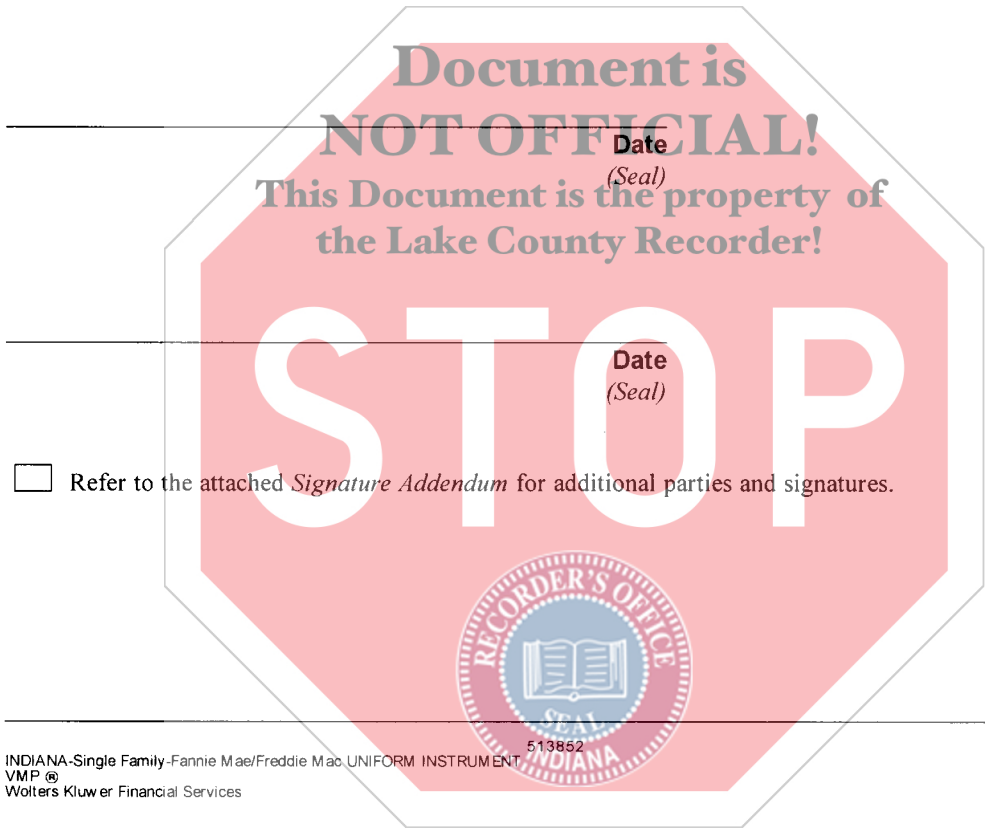 Document is
NOT OFFICIAL!
Date
(Seal)
This Document is the property of
the Lake County Recorder!
STOP
Date
(Seal)
Refer to the attached Signature Addendum for additional parties and signatures.
RECORDER'S OFFICE
SEAL
INDIANA
513852
INDIANA-Single Family-Fannie Mae/Freddie Mac UNIFORM INSTRUMENT
VMP ®
Wolters Kluwer Financial Services